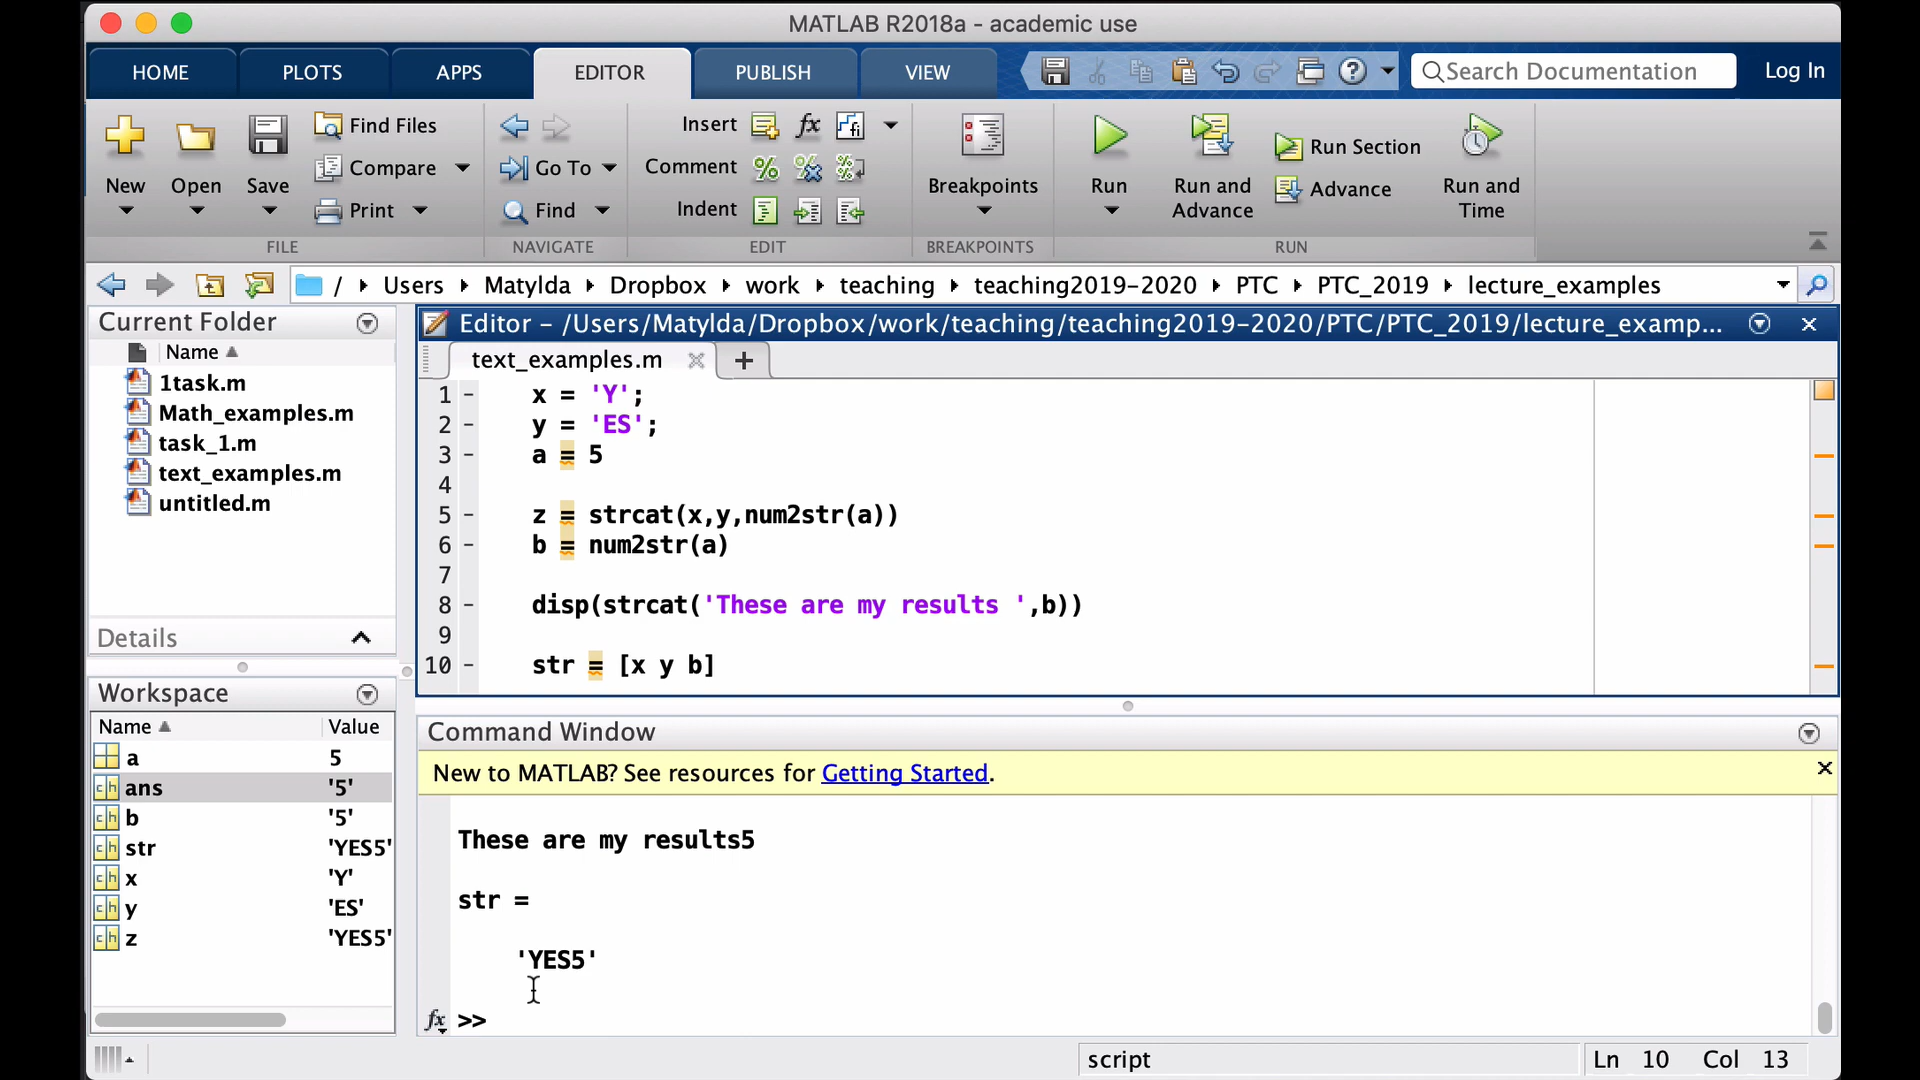 MATLAB R2018a - academic use
HOME PLOTS APPS EDITOR PUBLISH VIEW Search Documentation Log In
New Open Save Find Files Compare Print
Go To Find
Insert Comment Indent
Breakpoints
Run Run and Advance Run Section Advance Run and Time
FILE NAVIGATE EDIT BREAKPOINTS RUN
/ Users Matylda Dropbox work teaching teaching2019-2020 PTC PTC_2019 lecture_examples
Current Folder
Name
1task.m
Math_examples.m
task_1.m
text_examples.m
untitled.m
Details
Workspace
Name Value
a 5
ans '5'
b '5'
str 'YES5'
x 'Y'
y 'ES'
z 'YES5'
Editor - /Users/Matylda/Dropbox/work/teaching/teaching2019-2020/PTC/PTC_2019/lecture_examp...
text_examples.m
1 - x = 'Y';
2 - y = 'ES';
3 - a = 5
4
5 - z = strcat(x,y,num2str(a))
6 - b = num2str(a)
7
8 - disp(strcat('These are my results ',b))
9
10 - str = [x y b]
Command Window
New to MATLAB? See resources for Getting Started.
These are my results5
str =
'YES5'
fx >>
script Ln 10 Col 13